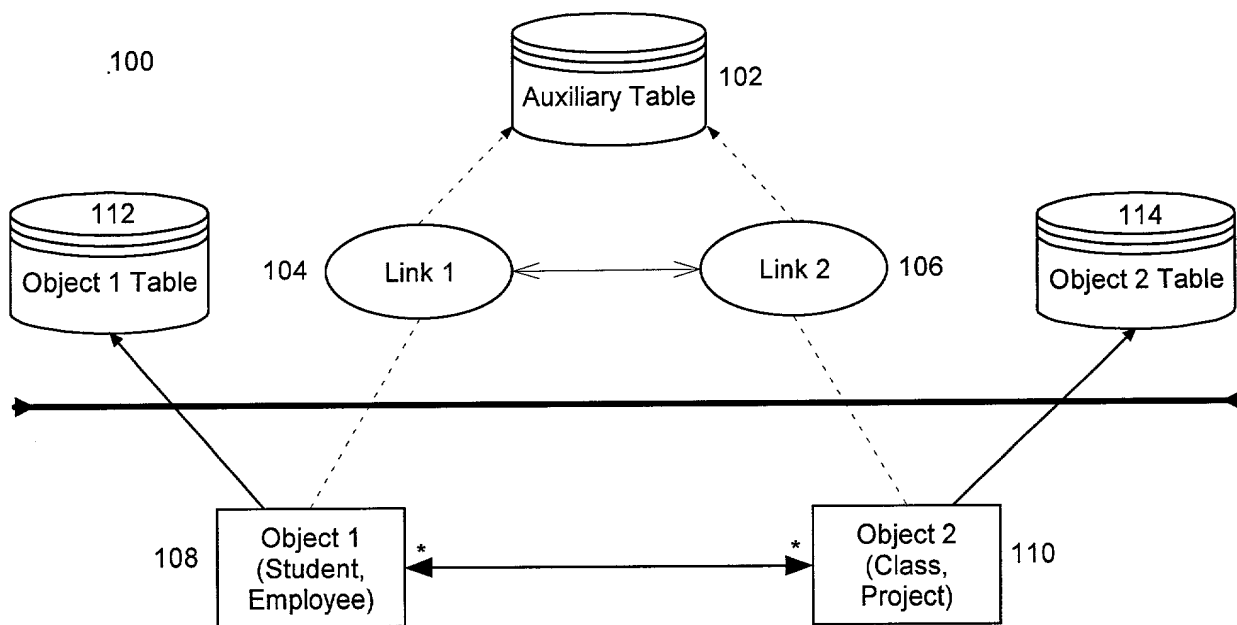 .100
Auxiliary Table
102
112
Object 1 Table
104
Link 1
Link 2
106
114
Object 2 Table
108
Object 1
(Student,
Employee)
*
*
Object 2
(Class,
Project)
110